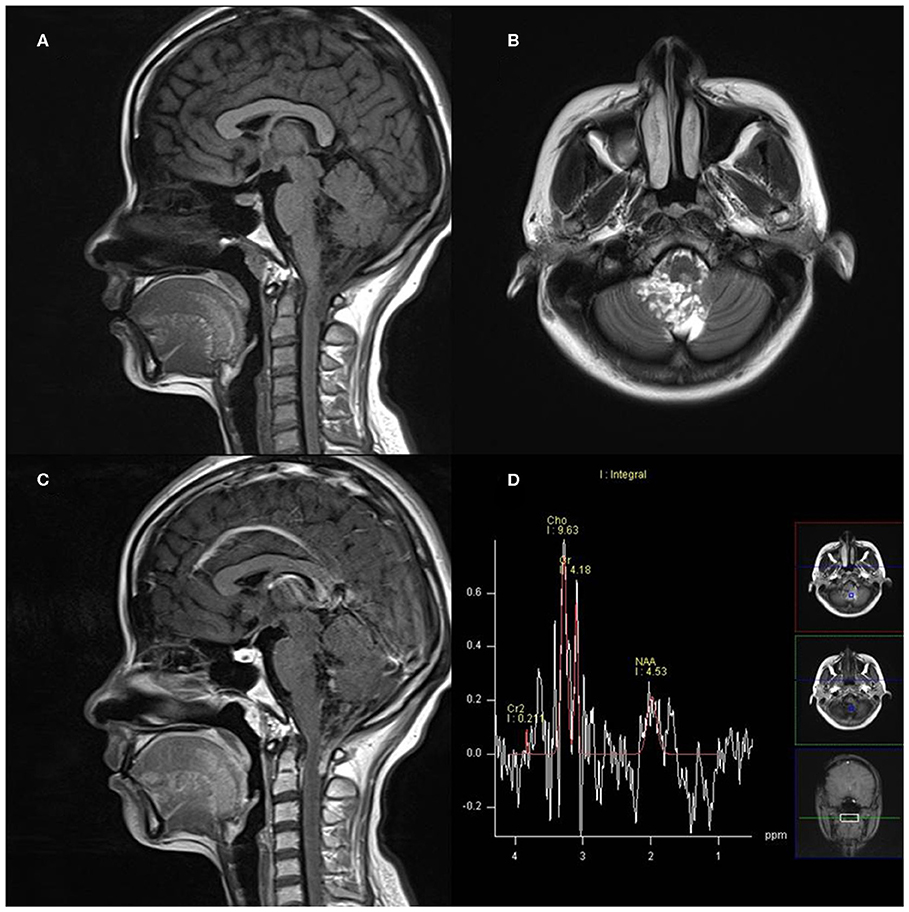 A
B
C
D
I : Integral
Cho
I : 9.63
Cr
I: 4.18
0.6
0.4
NAA
I : 4.53
0.2
Cr2
I : 0.211
0.0
-0.2
ppm
4
3
2
1